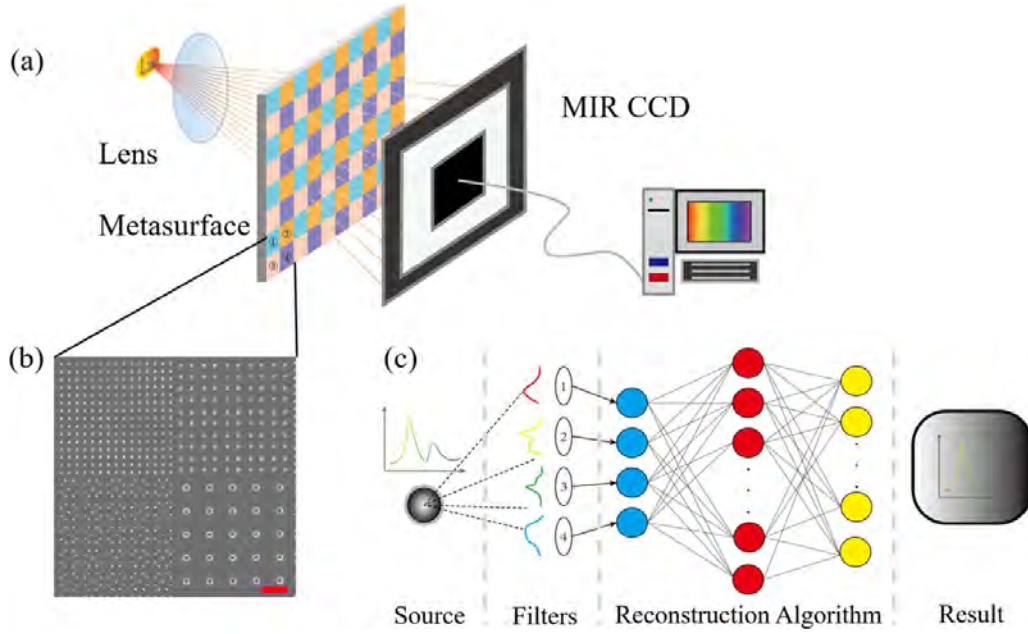 (a)
MIR CCD
Lens
Metasurface
① ②
③ ④
(b)
(c)
1
2
3
4
Source
Filters
Reconstruction Algorithm
Result